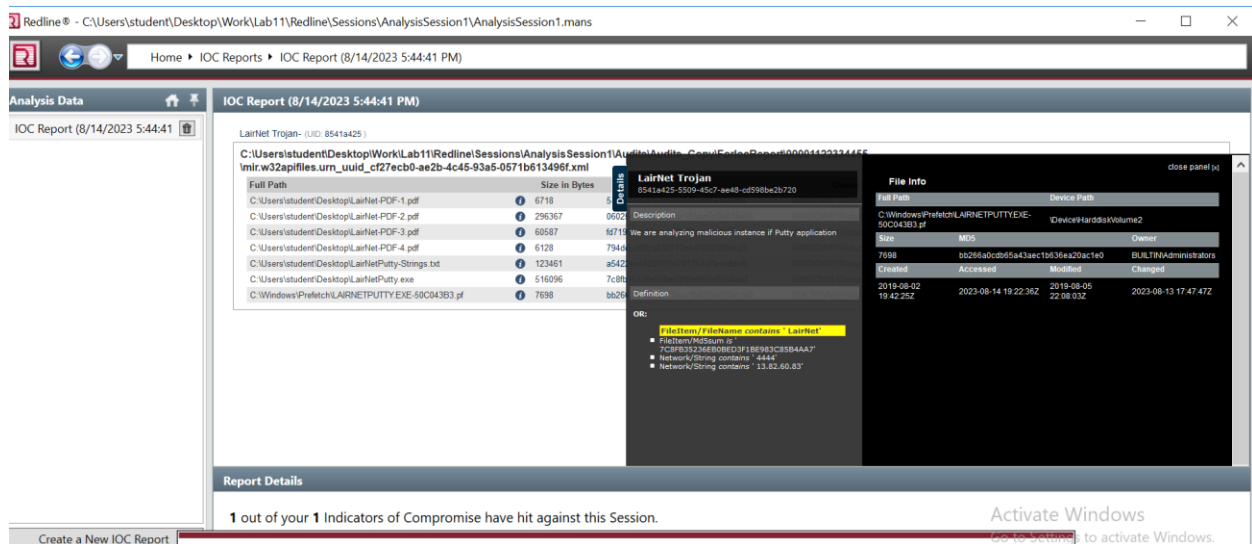 Redline® - C:\Users\student\Desktop\Work\Lab11\Redline\Sessions\AnalysisSession1\AnalysisSession1.mans
Home ▸ IOC Reports ▸ IOC Report (8/14/2023 5:44:41 PM)
Analysis Data
IOC Report (8/14/2023 5:44:41
IOC Report (8/14/2023 5:44:41 PM)
LairNet Trojan- (UID: 8541a425 )
C:\Users\student\Desktop\Work\Lab11\Redline\Sessions\AnalysisSession1\Audits\Audits_Copy\
\mir.w32apifiles.urn_uuid_cf27ecb0-ae2b-4c45-93a5-0571b613496f.xml
Full Path Size in Bytes
C:\Users\student\Desktop\LairNet-PDF-1.pdf 6718
C:\Users\student\Desktop\LairNet-PDF-2.pdf 296367 0602
C:\Users\student\Desktop\LairNet-PDF-3.pdf 60587 fd719
C:\Users\student\Desktop\LairNet-PDF-4.pdf 6128 794d
C:\Users\student\Desktop\LairNetPutty-Strings.txt 123461 a542
C:\Users\student\Desktop\LairNetPutty.exe 516096 7c8fb
C:\Windows\Prefetch\LAIRNETPUTTY.EXE-50C043B3.pf 7698 bb26
Details
LairNet Trojan
8541a425-5509-45c7-ae48-cd598be2b720
Description
We are analyzing malicious instance if Putty application
Definition
OR:
FileItem/FileName contains ' LairNet'
FileItem/Md5sum is '
7C8FB35236EB0BED3F1BE983C85B4AA7'
Network/String contains ' 4444'
Network/String contains ' 13.82.60.83'
close panel [x]
File Info
Full Path Device Path
C:\Windows\Prefetch\LAIRNETPUTY.EXE-
50C043B3.pf
\Device\HarddiskVolume2
Size MD5 Owner
7698 bb266a0cdb65a43aec1b636ea20ac1e0 BUILTIN\Administrators
Created Accessed Modified Changed
2019-08-02
19:42:25Z
2023-08-14 19:22:36Z
2019-08-05
22:08:03Z
2023-08-13 17:47:47Z
Report Details
1 out of your 1 Indicators of Compromise have hit against this Session.
Activate Windows
Go to Settings to activate Windows.
Create a New IOC Report